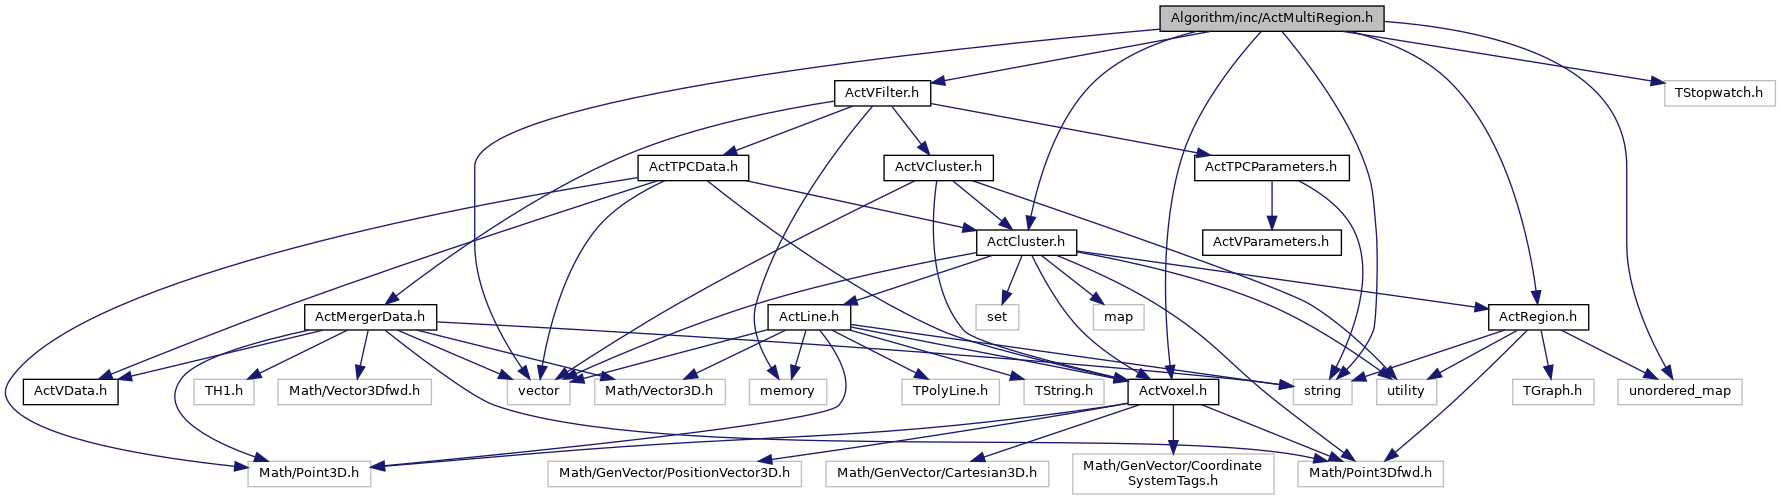 Algorithm/inc/ActMultiRegion.h
ActVFilter.h
TStopwatch.h
ActTPCData.h
ActVCluster.h
ActTPCParameters.h
ActCluster.h
ActVParameters.h
ActMergerData.h
ActLine.h
set
map
ActRegion.h
ActVData.h
TH1.h
Math/Vector3Dfwd.h
vector
Math/Vector3D.h
memory
TPolyLine.h
TString.h
ActVoxel.h
string
utility
TGraph.h
unordered_map
Math/Point3D.h
Math/GenVector/PositionVector3D.h
Math/GenVector/Cartesian3D.h
Math/GenVector/Coordinate
SystemTags.h
Math/Point3Dfwd.h